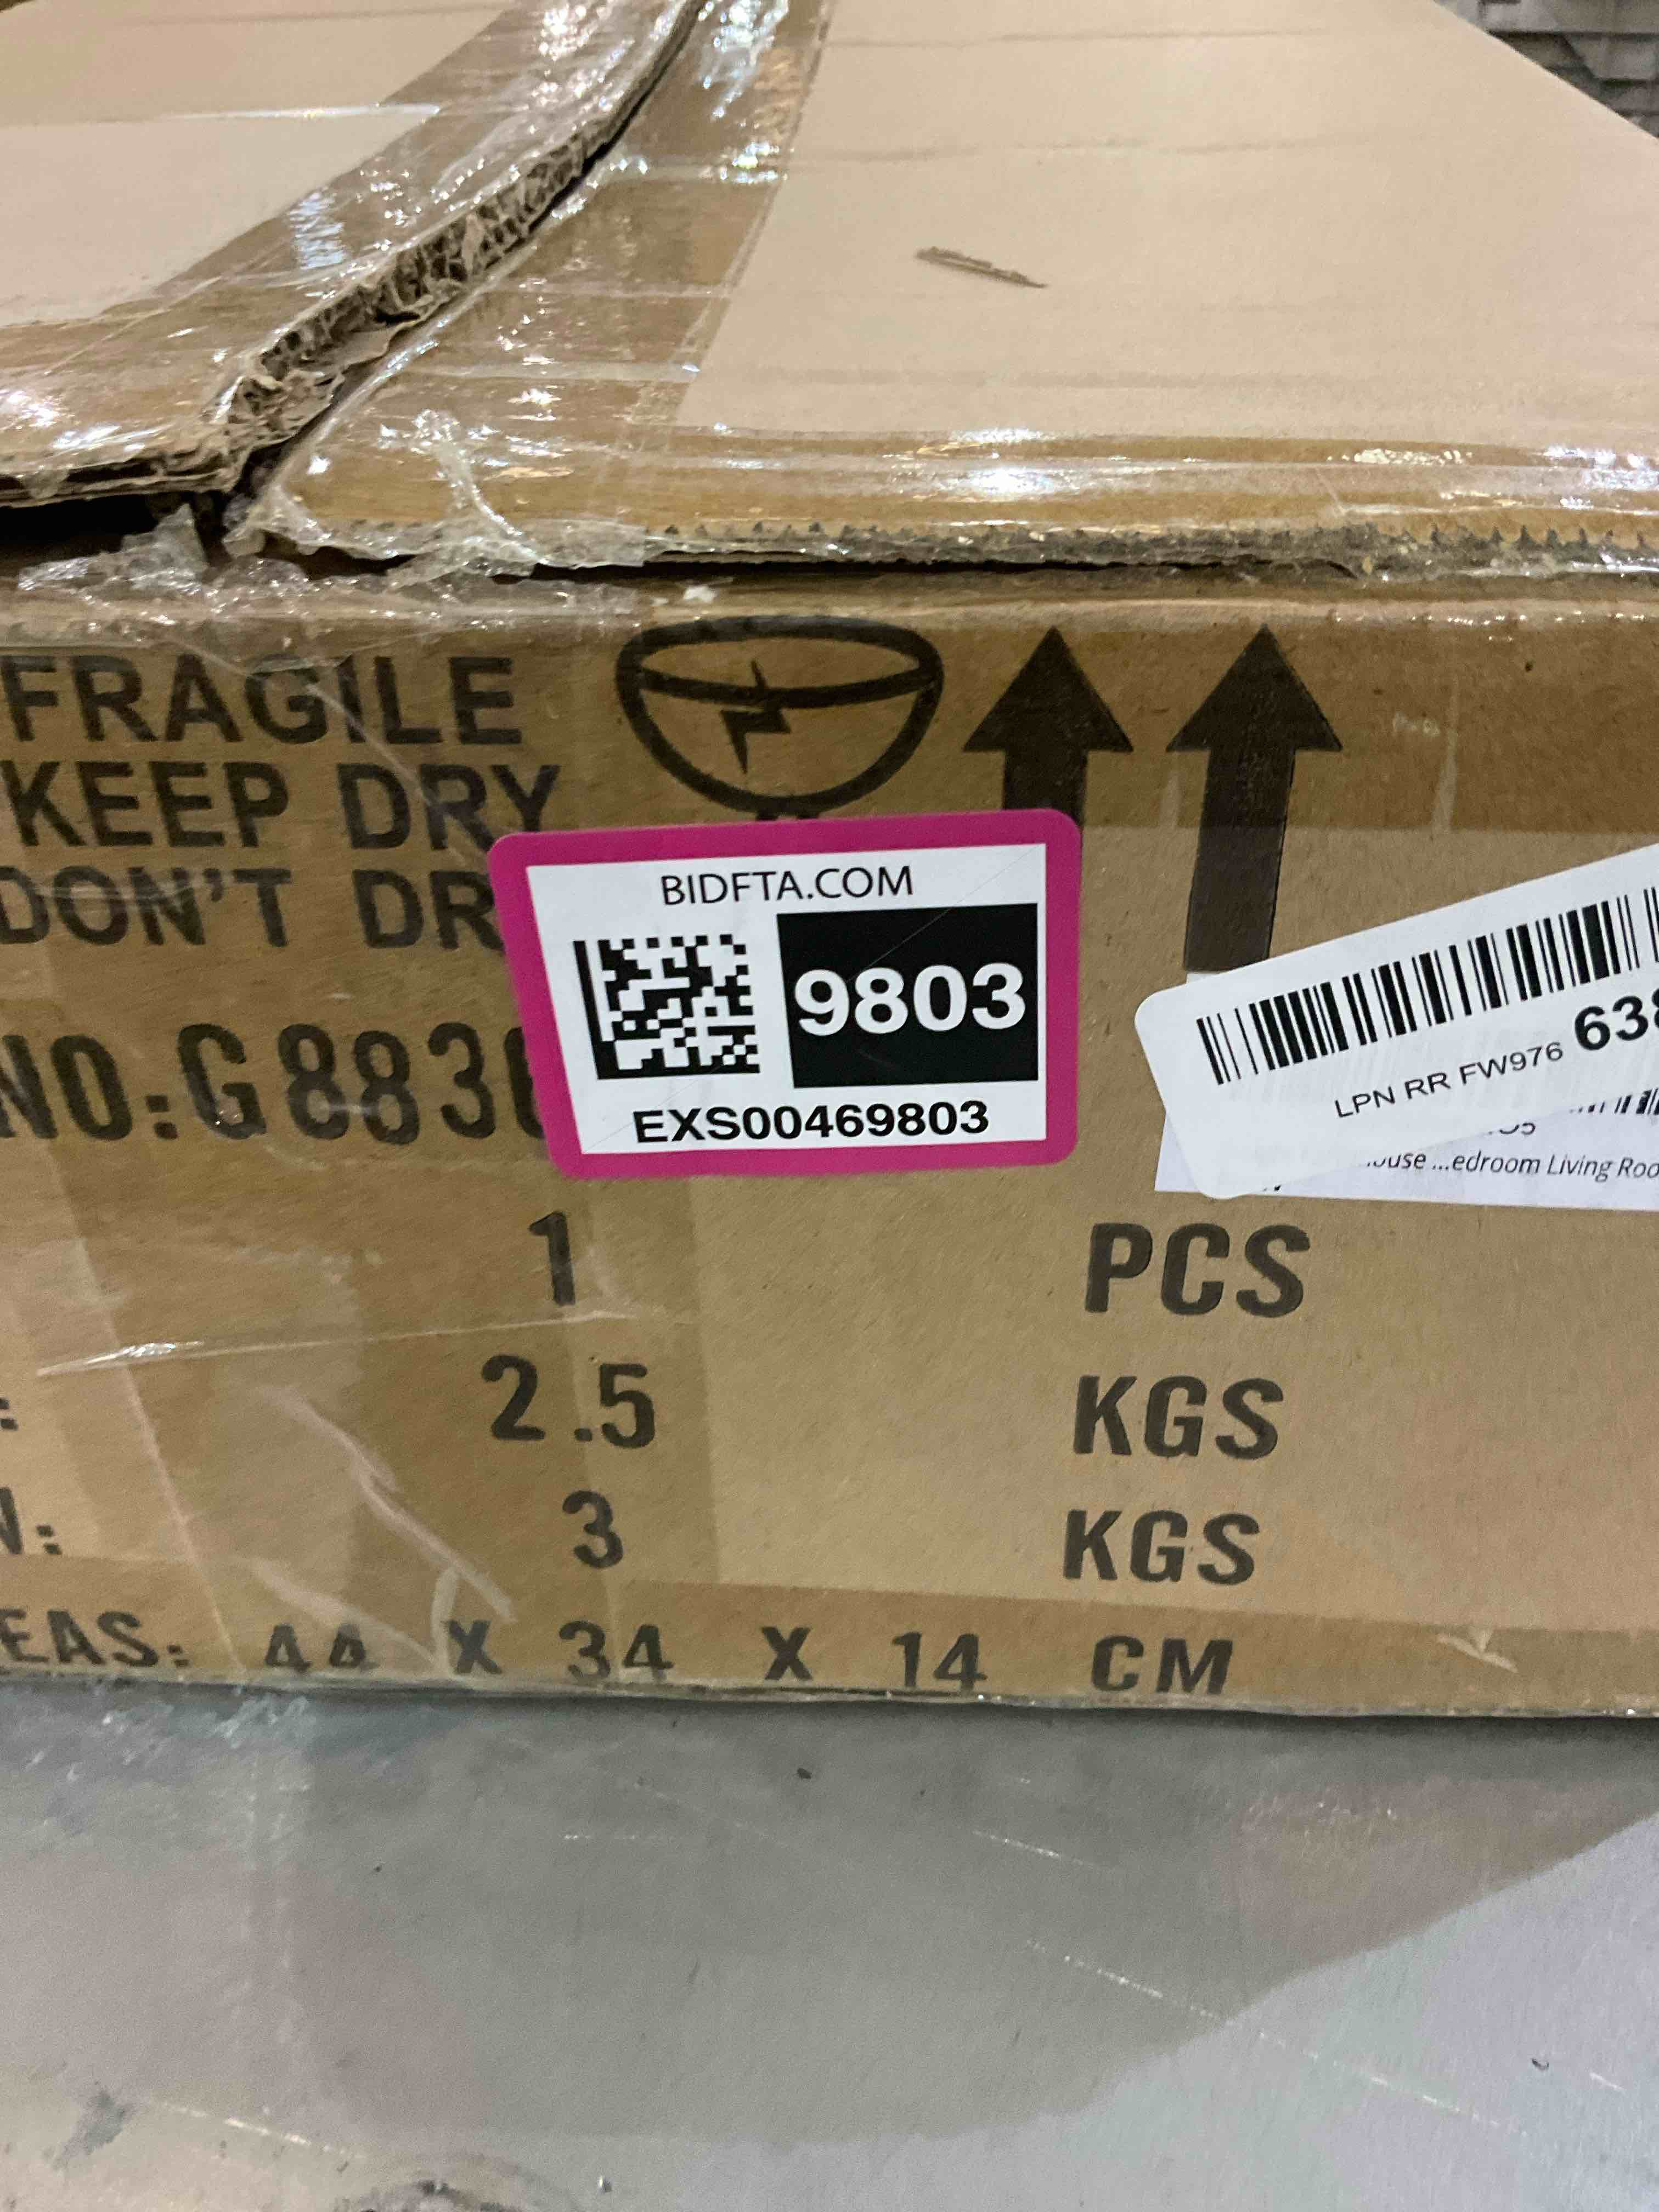 FRAGILE
KEEP DRY
DON'T DR
BIDFTA.COM
9803
EXS00469803
NO:G883
LPN RR FW976 638
...edroom Living Roo
1 PCS
: 2.5 KGS
: 3 KGS
EAS: 44 X 34 X 14 CM